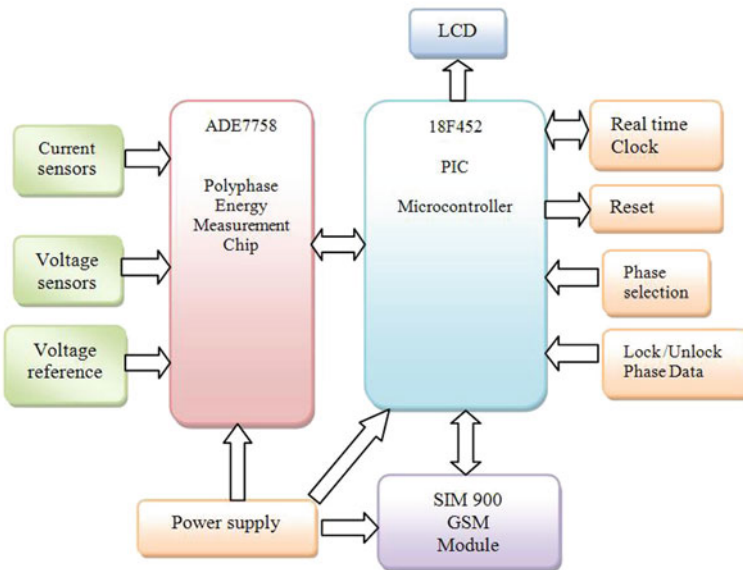 LCD
ADE7758
Polyphase
Energy
Measurement
Chip
18F452
PIC
Microcontroller
Current
sensors
Voltage
sensors
Voltage
reference
Real time
Clock
Reset
Phase
selection
Lock/Unlock
Phase Data
Power supply
SIM 900
GSM
Module